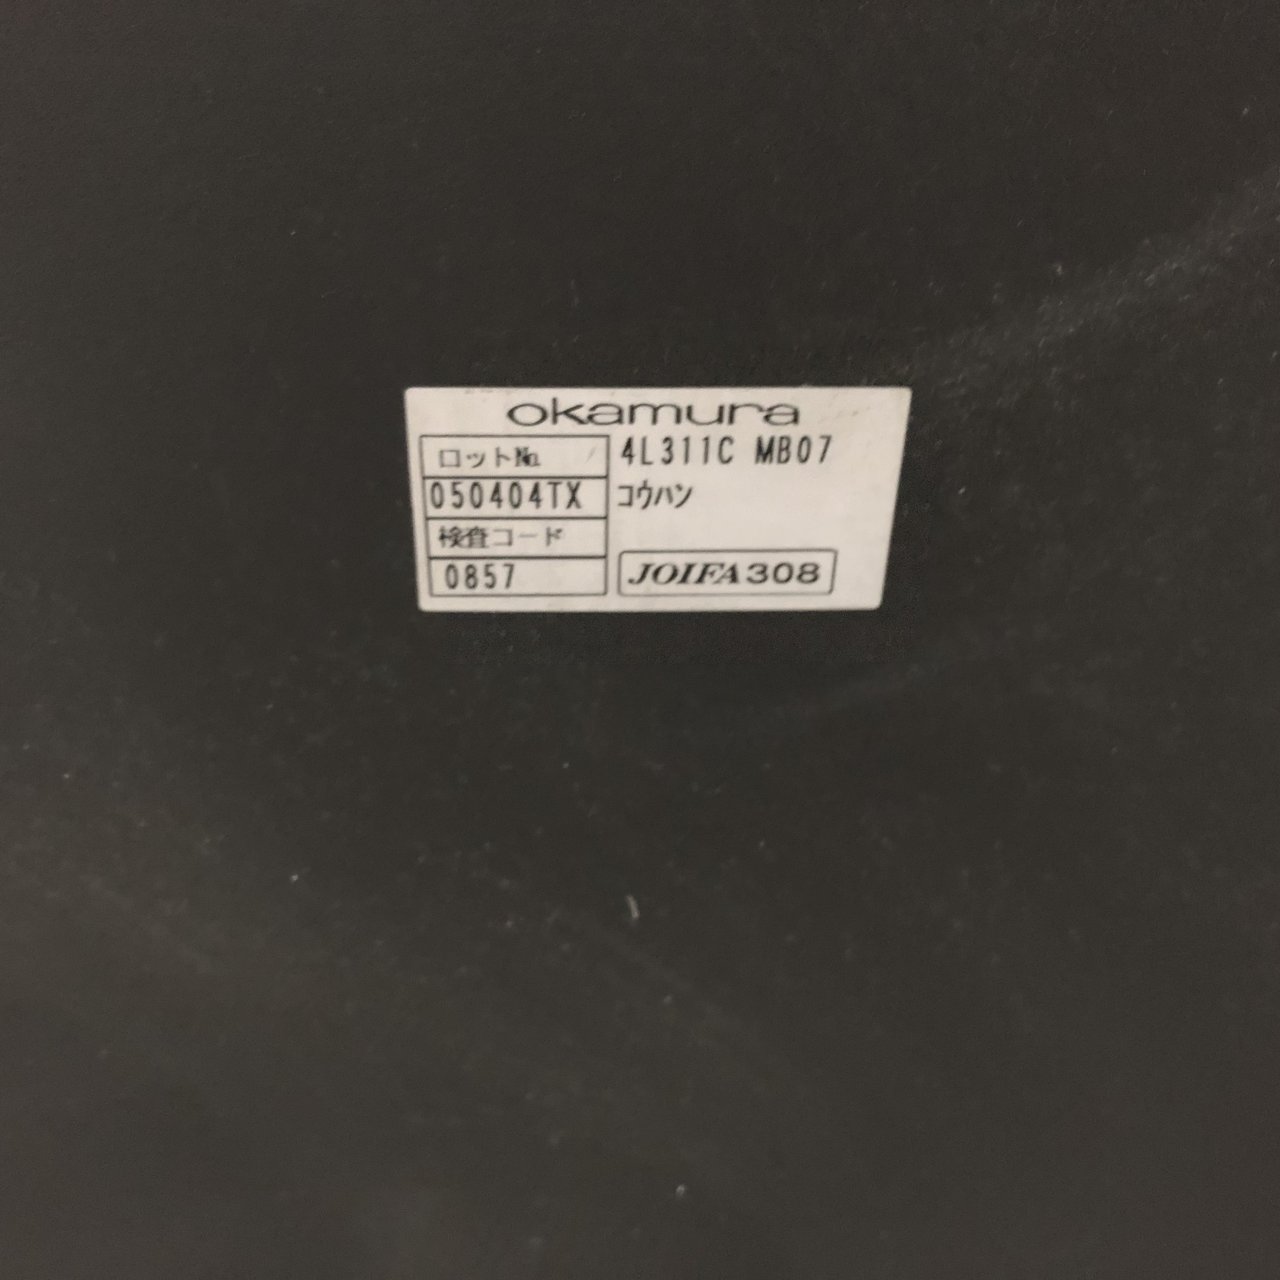 okamura
ロット№
4L311C MB07
050404TX
コウハン
検査コード
0857
JOIFA308